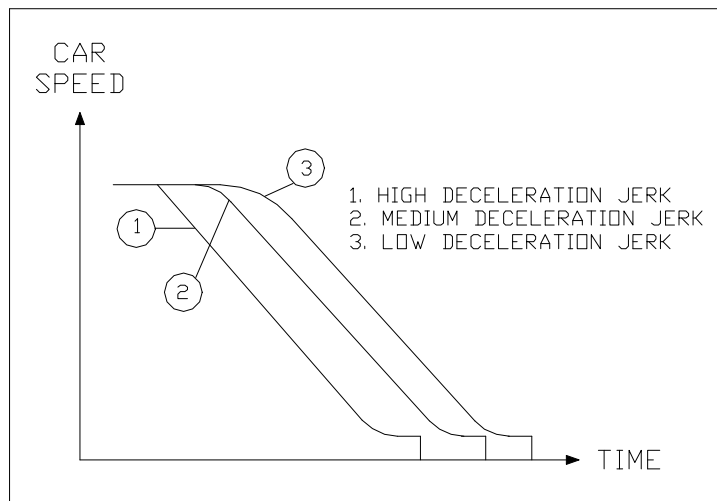 CAR
SPEED
3
1. HIGH DECELERATION JERK
2. MEDIUM DECELERATION JERK
3. LOW DECELERATION JERK
1
2
TIME